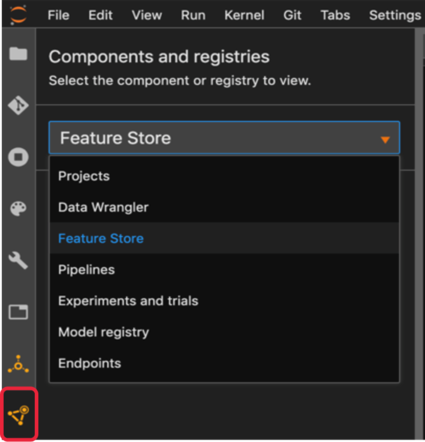 File Edit View Run Kernel Git Tabs Settings
Components and registries
Select the component or registry to view.
Feature Store
Projects
Data Wrangler
Feature Store
Pipelines
Experiments and trials
Model registry
Endpoints